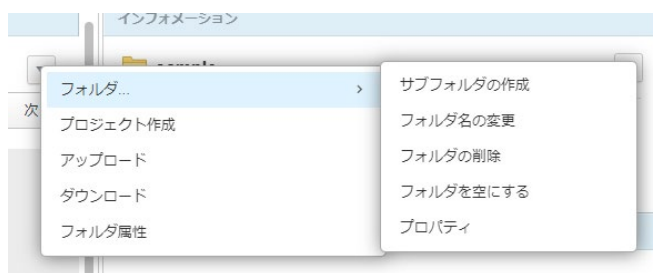 インフォメーション
次
フォルダ... >
プロジェクト作成
アップロード
ダウンロード
フォルダ属性
サブフォルダの作成
フォルダ名の変更
フォルダの削除
フォルダを空にする
プロパティ